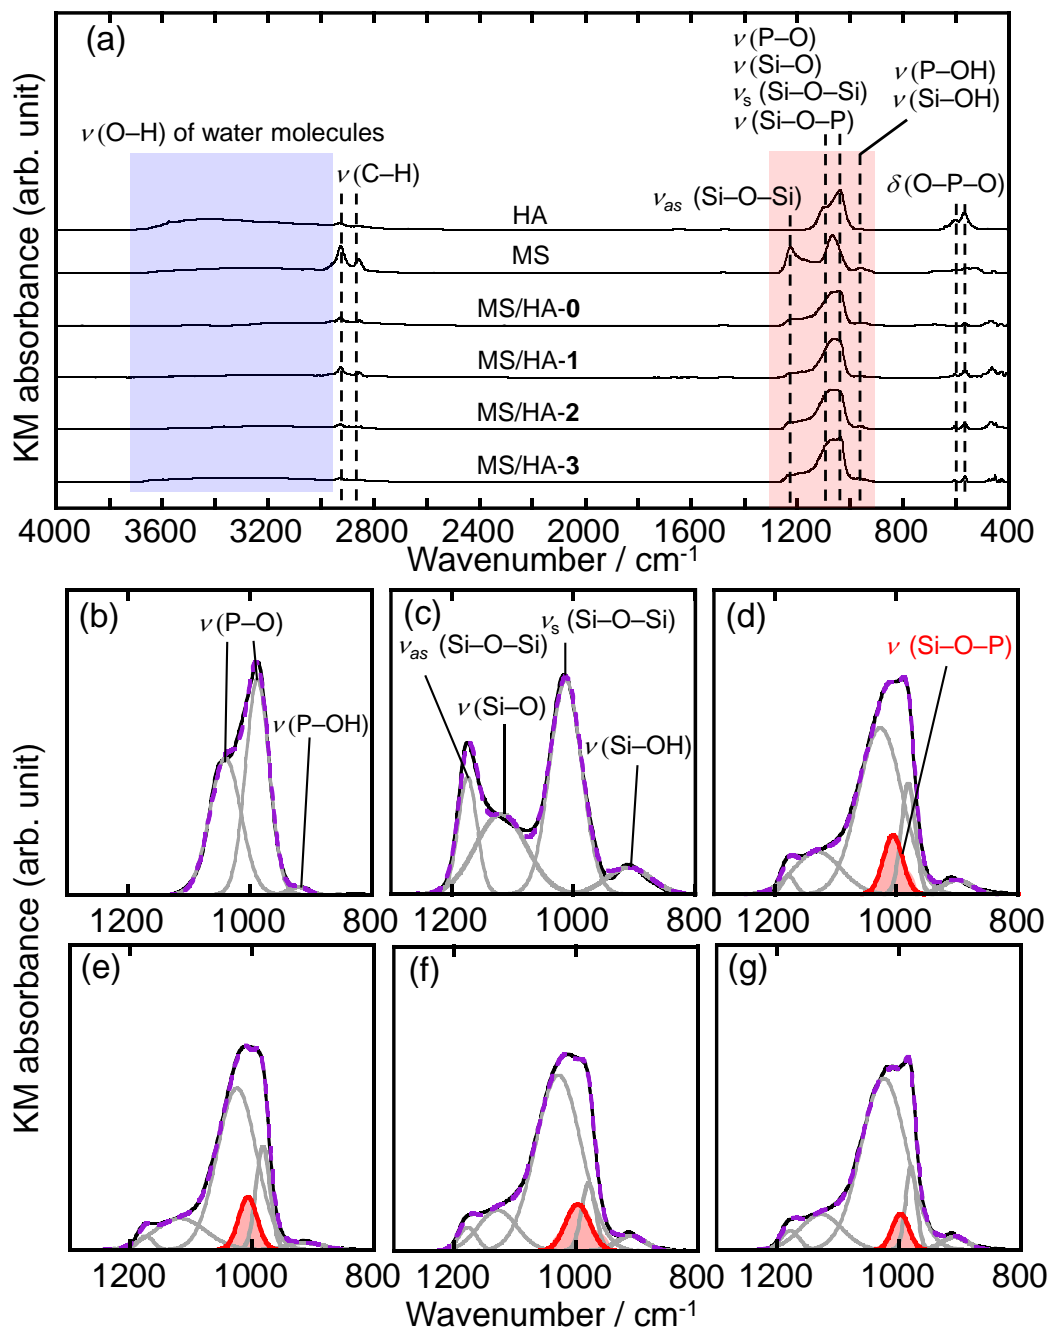 (a)
ν(P–O)
ν(Si–O)
νs (Si–O–Si)
ν(Si–O–P)
ν(P–OH)
ν(Si–OH)
ν(O–H) of water molecules
ν(C–H)
νas (Si–O–Si)
δ(O–P–O)
HA
MS
MS/HA-0
MS/HA-1
MS/HA-2
MS/HA-3
KM absorbance (arb. unit)
4000 3600 3200 2800 2400 2000 1600 1200 800 400
Wavenumber / cm-1
(b)
ν(P–O)
ν(P–OH)
1200 1000 800
(c)
νs (Si–O–Si)
νas (Si–O–Si)
ν(Si–O)
ν(Si–OH)
1200 1000 800
(d)
ν (Si–O–P)
1200 1000 800
KM absorbance (arb. unit)
(e)
1200 1000 800
(f)
1200 1000 800
(g)
1200 1000 800
Wavenumber / cm-1